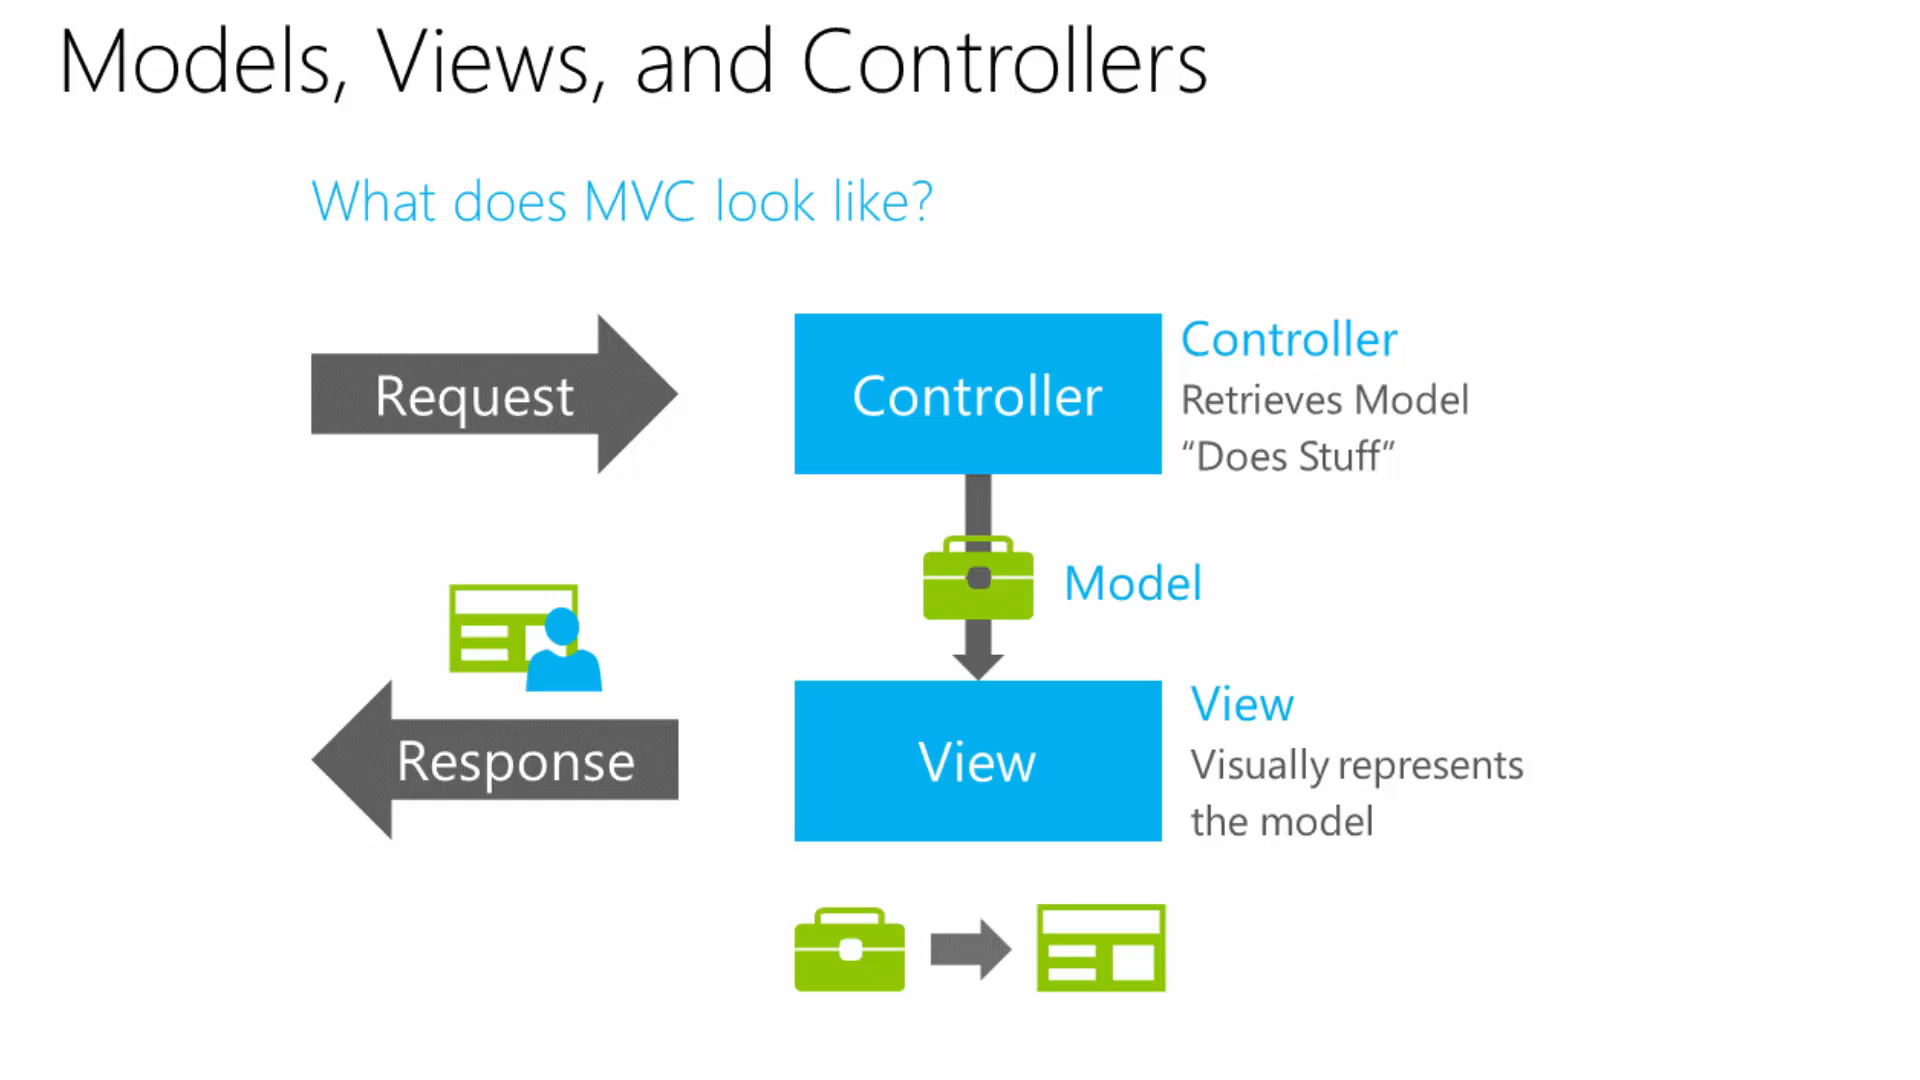 Models, Views, and Controllers
What does MVC look like?
Request
Controller
Controller
Retrieves Model
“Does Stuff”
Model
Response
View
View
Visually represents
the model